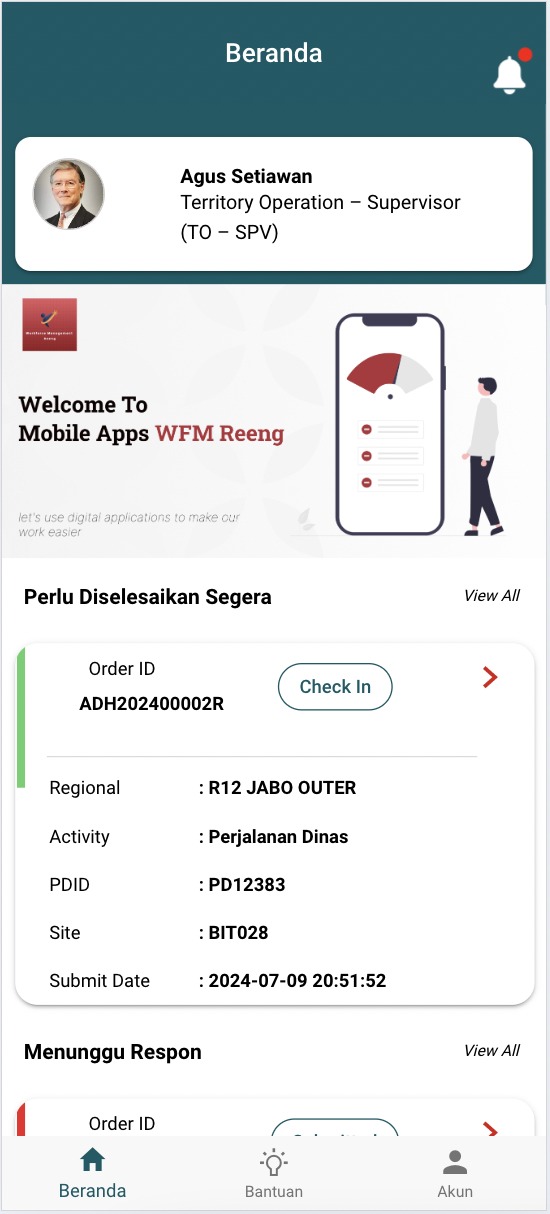 Beranda
Agus Setiawan
Territory Operation – Supervisor
(TO – SPV)
Workforce Management
Reeng
Welcome To
Mobile Apps WFM Reeng
let's use digital applications to make our
work easier
Perlu Diselesaikan Segera View All
Order ID
Check In
ADH202400002R
Regional : R12 JABO OUTER
Activity : Perjalanan Dinas
PDID : PD12383
Site : BIT028
Submit Date : 2024-07-09 20:51:52
Menunggu Respon View All
Order ID
Beranda Bantuan Akun